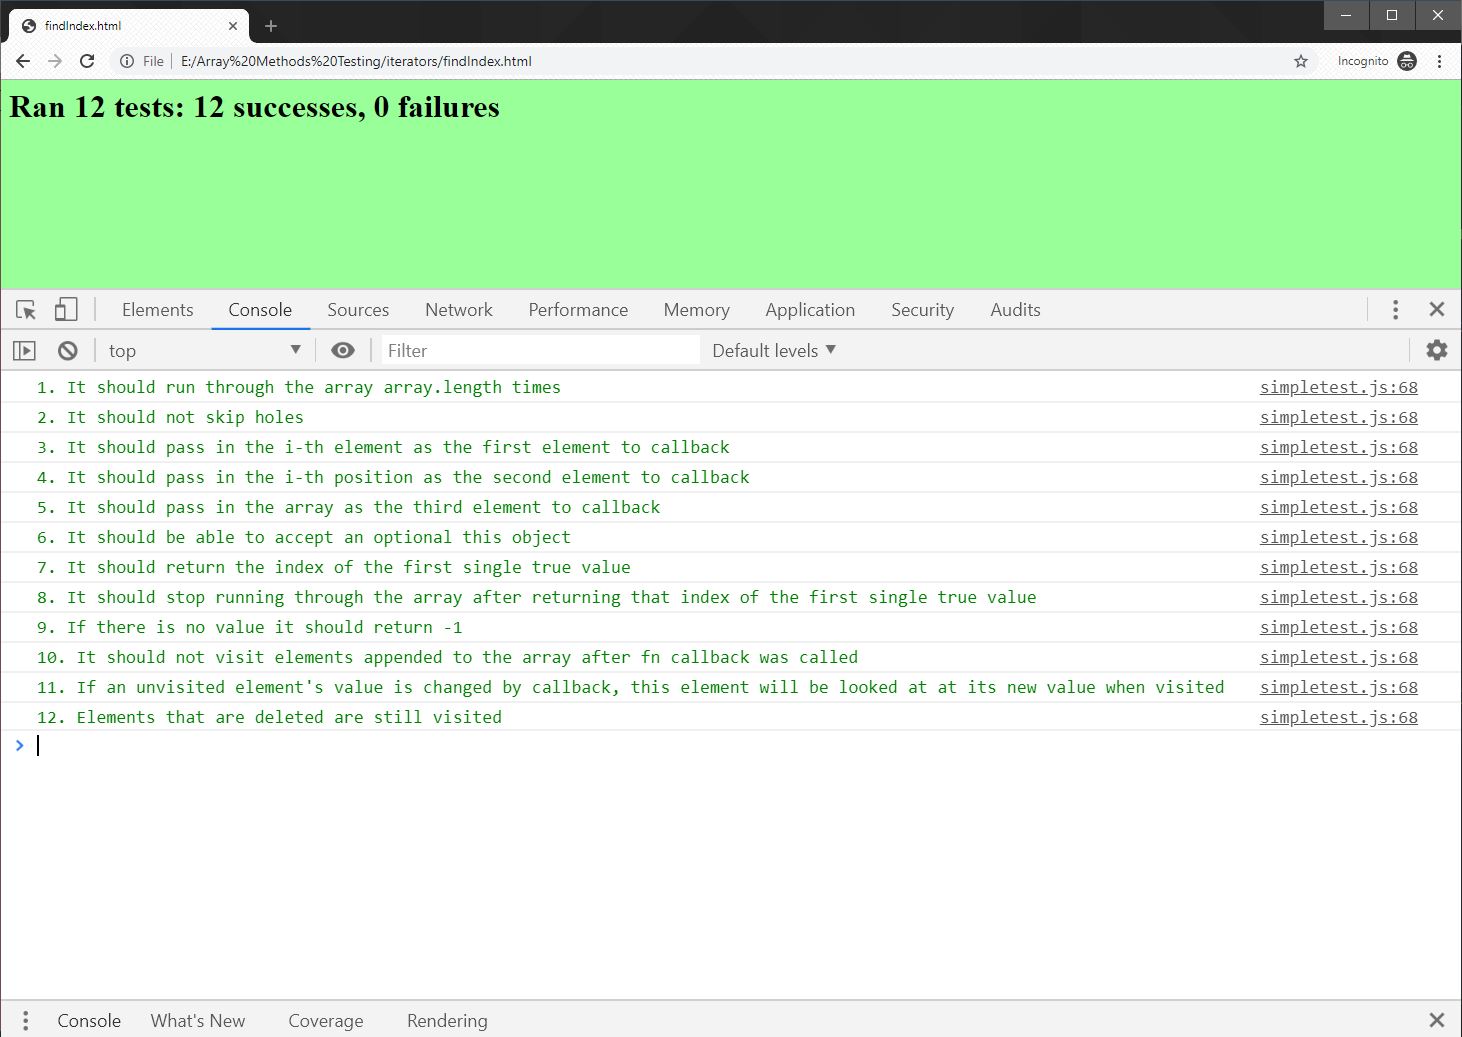 findIndex.html
File E:/Array%20Methods%20Testing/iterators/findIndex.html Incognito
Ran 12 tests: 12 successes, 0 failures
Elements Console Sources Network Performance Memory Application Security Audits
top Filter Default levels
1. It should run through the array array.length times simpletest.js:68
2. It should not skip holes simpletest.js:68
3. It should pass in the i-th element as the first element to callback simpletest.js:68
4. It should pass in the i-th position as the second element to callback simpletest.js:68
5. It should pass in the array as the third element to callback simpletest.js:68
6. It should be able to accept an optional this object simpletest.js:68
7. It should return the index of the first single true value simpletest.js:68
8. It should stop running through the array after returning that index of the first single true value simpletest.js:68
9. If there is no value it should return -1 simpletest.js:68
10. It should not visit elements appended to the array after fn callback was called simpletest.js:68
11. If an unvisited element's value is changed by callback, this element will be looked at at its new value when visited simpletest.js:68
12. Elements that are deleted are still visited simpletest.js:68
Console What's New Coverage Rendering